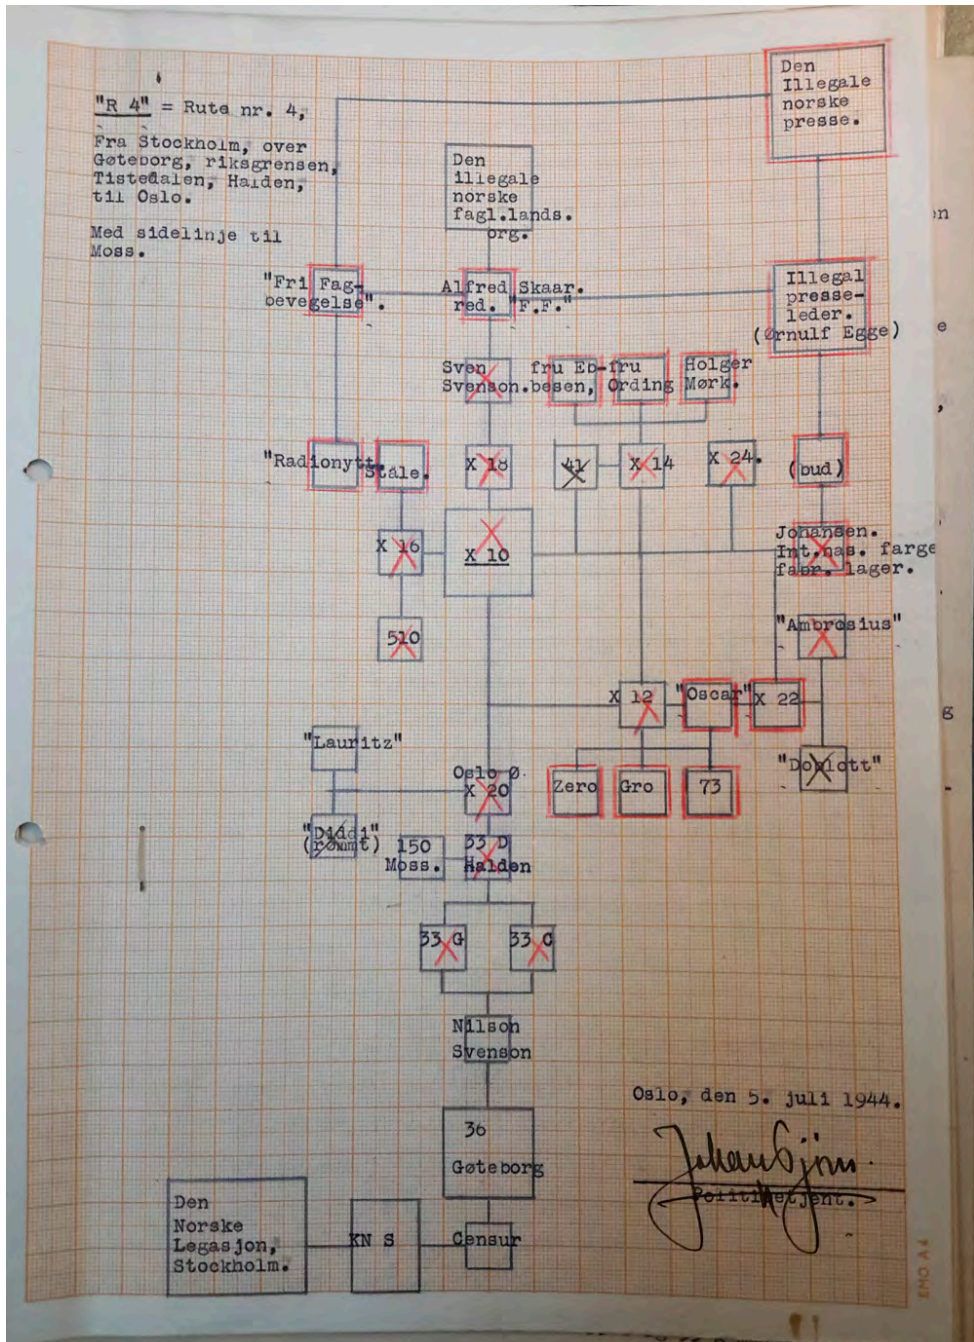 "R 4" = Rute nr. 4,
Fra Stockholm, over
Gøteborg, riksgrensen,
Tistedalen, Halden,
til Oslo.
Med sidelinje til
Moss.
Den
Illegale
norske
presse.
Den
illegale
norske
fagl.lands.
org.
"Fri Fag-
bevegelse".
Alfred Skaar.
red. "F.F."
Illegal
presse-
leder.
(Ørnulf Egge)
Sven
Svenson.
fru Eb-
besen,
fru
Ording
Holger
Mørk.
"Radionytt
Ståle.
X 18
41
X 14
X 24.
(bud)
X 16
X 10
Johansen.
Int.nas. farge
fabr. lager.
510
"Ambrosius"
X 12
"Oscar"
X 22
"Lauritz"
Oslo Ø.
X 20
Zero
Gro
73
(rømt)
150
Moss.
33 D
Halden
33 G
33 C
Nilson
Svenson
36
Gøteborg
Oslo, den 5. juli 1944.
Politibetjent.
Den
Norske
Legasjon,
Stockholm.
KN S
Censur
EMO A4